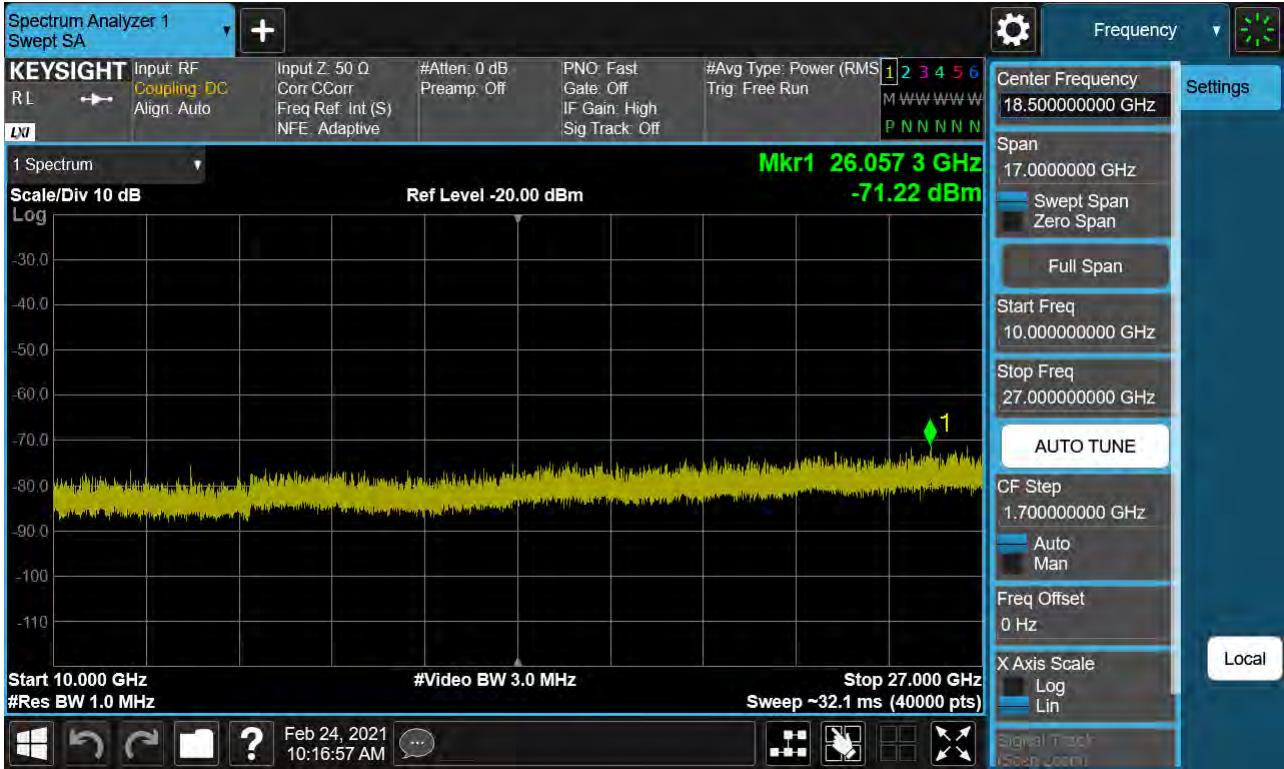 Spectrum Analyzer 1
Swept SA
Frequency
KEYSIGHT
R L
LXI
Input: RF
Coupling: DC
Align: Auto
Input Z: 50 Ω
Corr CCorr
Freq Ref: Int (S)
NFE: Adaptive
#Atten: 0 dB
Preamp: Off
PNO: Fast
Gate: Off
IF Gain: High
Sig Track: Off
#Avg Type: Power (RMS
Trig: Free Run
1 2 3 4 5 6
M W W W W W
P N N N N N
1 Spectrum
Mkr1 26.057 3 GHz
-71.22 dBm
Scale/Div 10 dB
Ref Level -20.00 dBm
Log
-30.0
-40.0
-50.0
-60.0
-70.0
-80.0
-90.0
-100
-110
1
Start 10.000 GHz
#Video BW 3.0 MHz
Stop 27.000 GHz
#Res BW 1.0 MHz
Sweep ~32.1 ms (40000 pts)
Center Frequency
18.500000000 GHz
Settings
Span
17.0000000 GHz
Swept Span
Zero Span
Full Span
Start Freq
10.000000000 GHz
Stop Freq
27.000000000 GHz
AUTO TUNE
CF Step
1.700000000 GHz
Auto
Man
Freq Offset
0 Hz
X Axis Scale
Log
Lin
Local
Signal Track
(Span Zoom)
Feb 24, 2021
10:16:57 AM